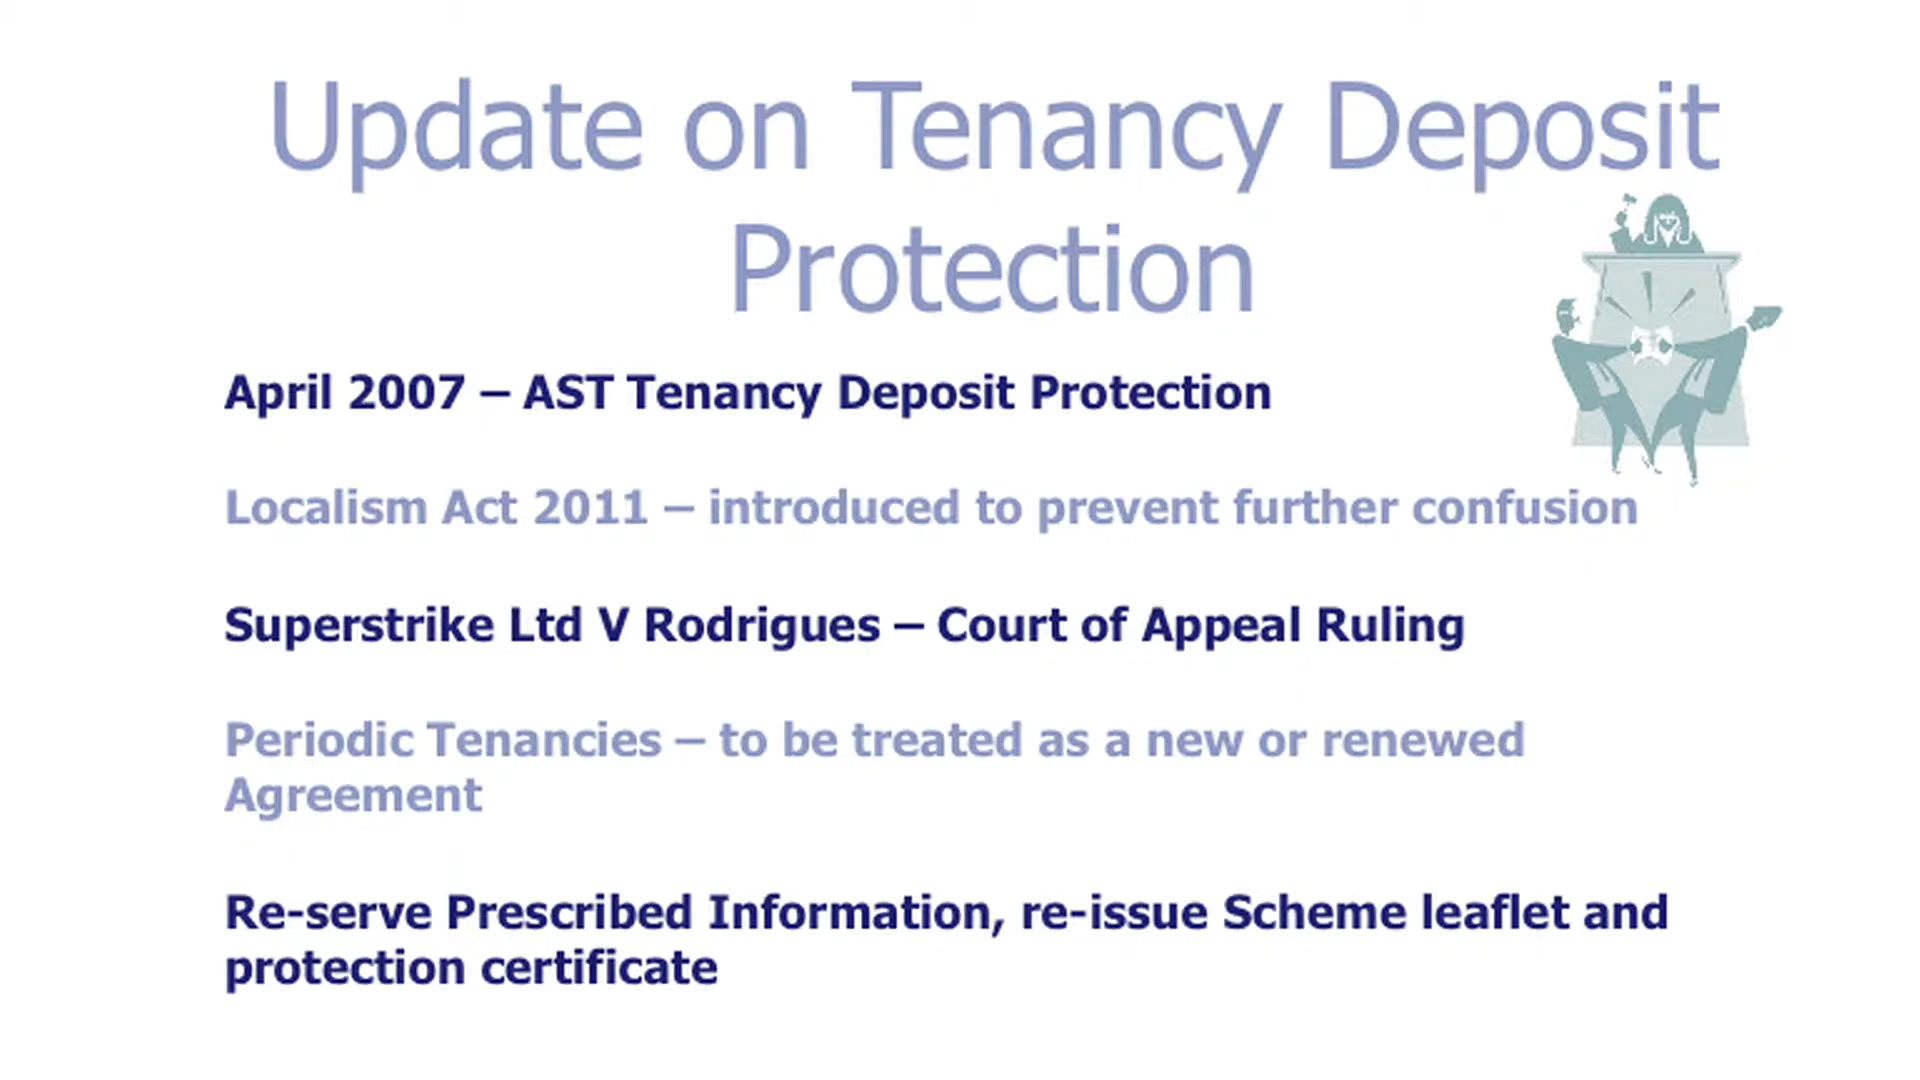 Update on Tenancy Deposit
Protection
April 2007 – AST Tenancy Deposit Protection
Localism Act 2011 – introduced to prevent further confusion
Superstrike Ltd V Rodrigues – Court of Appeal Ruling
Periodic Tenancies – to be treated as a new or renewed
Agreement
Re-serve Prescribed Information, re-issue Scheme leaflet and
protection certificate